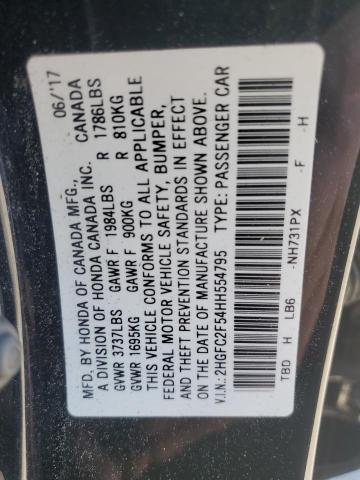 MFD. BY HONDA OF CANADA MFG., 06/'17
A DIVISION OF HONDA CANADA INC. CANADA
GVWR 3737LBS GAWR F 1984LBS R 1786LBS
GVWR 1695KG GAWR F 900KG R 810KG
THIS VEHICLE CONFORMS TO ALL APPLICABLE
FEDERAL MOTOR VEHICLE SAFETY, BUMPER,
AND THEFT PREVENTION STANDARDS IN EFFECT
ON THE DATE OF MANUFACTURE SHOWN ABOVE.
V.I.N.: 2HGFC2F54HH554795 TYPE: PASSENGER CAR
TBD H LB6 -NH731PX -F -H